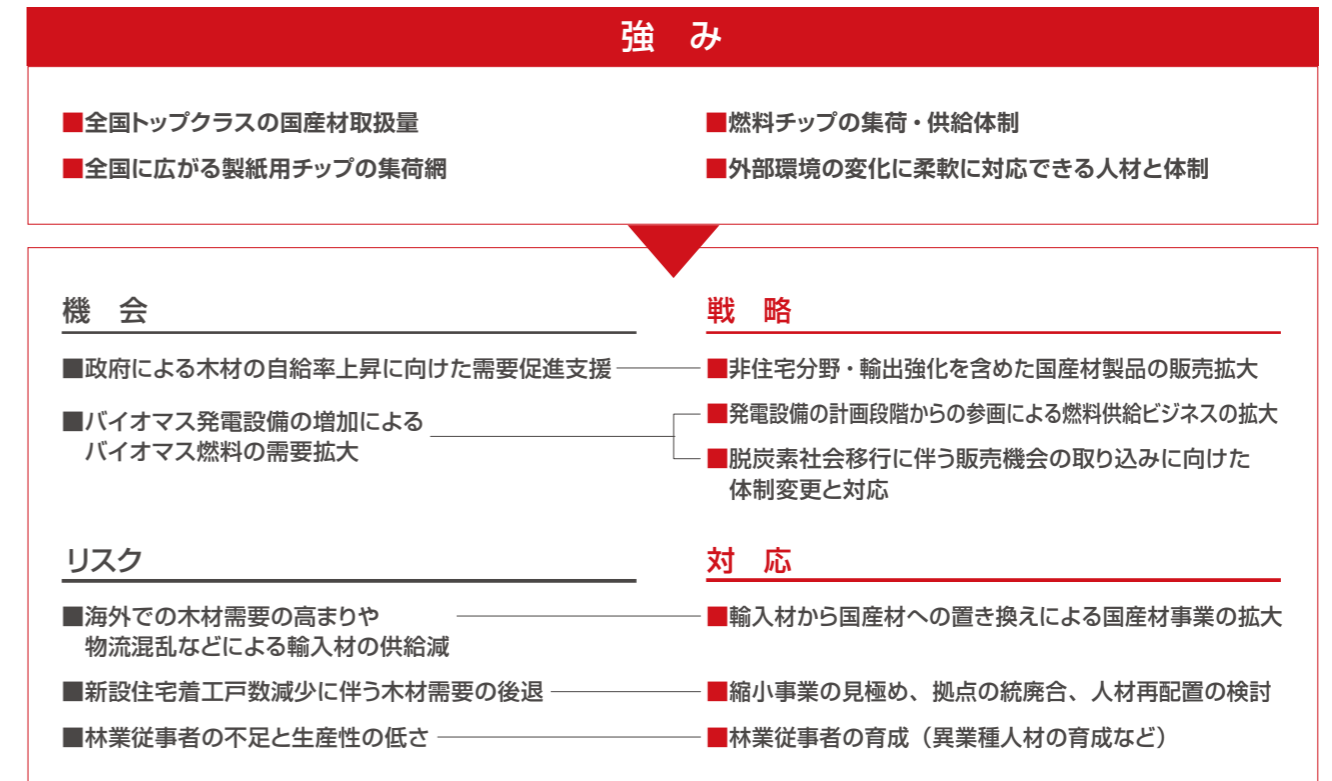 強 み
■全国トップクラスの国産材取扱量
■全国に広がる製紙用チップの集荷網
■燃料チップの集荷・供給体制
■外部環境の変化に柔軟に対応できる人材と体制
機 会
■政府による木材の自給率上昇に向けた需要促進支援
■バイオマス発電設備の増加による
バイオマス燃料の需要拡大
戦 略
■非住宅分野・輸出強化を含めた国産材製品の販売拡大
■発電設備の計画段階からの参画による燃料供給ビジネスの拡大
■脱炭素社会移行に伴う販売機会の取り込みに向けた
体制変更と対応
リスク
■海外での木材需要の高まりや
物流混乱などによる輸入材の供給減
■新設住宅着工戸数減少に伴う木材需要の後退
■林業従事者の不足と生産性の低さ
対 応
■輸入材から国産材への置き換えによる国産材事業の拡大
■縮小事業の見極め、拠点の統廃合、人材再配置の検討
■林業従事者の育成（異業種人材の育成など）